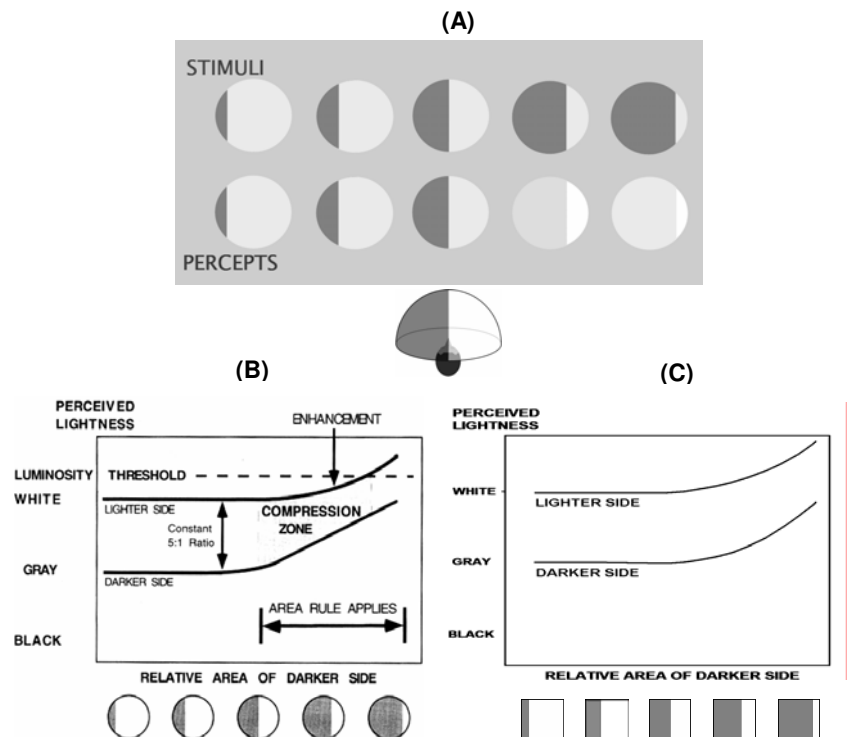 (A)
STIMULI
PERCEPTS
(B)
PERCEIVED
LIGHTNESS
ENHANCEMENT
LUMINOSITY THRESHOLD
WHITE
LIGHTER SIDE
COMPRESSION
ZONE
Constant
5:1 Ratio
GRAY
DARKER SIDE
AREA RULE APPLIES
BLACK
RELATIVE AREA OF DARKER SIDE
(C)
PERCEIVED
LIGHTNESS
WHITE
LIGHTER SIDE
GRAY
DARKER SIDE
BLACK
RELATIVE AREA OF DARKER SIDE